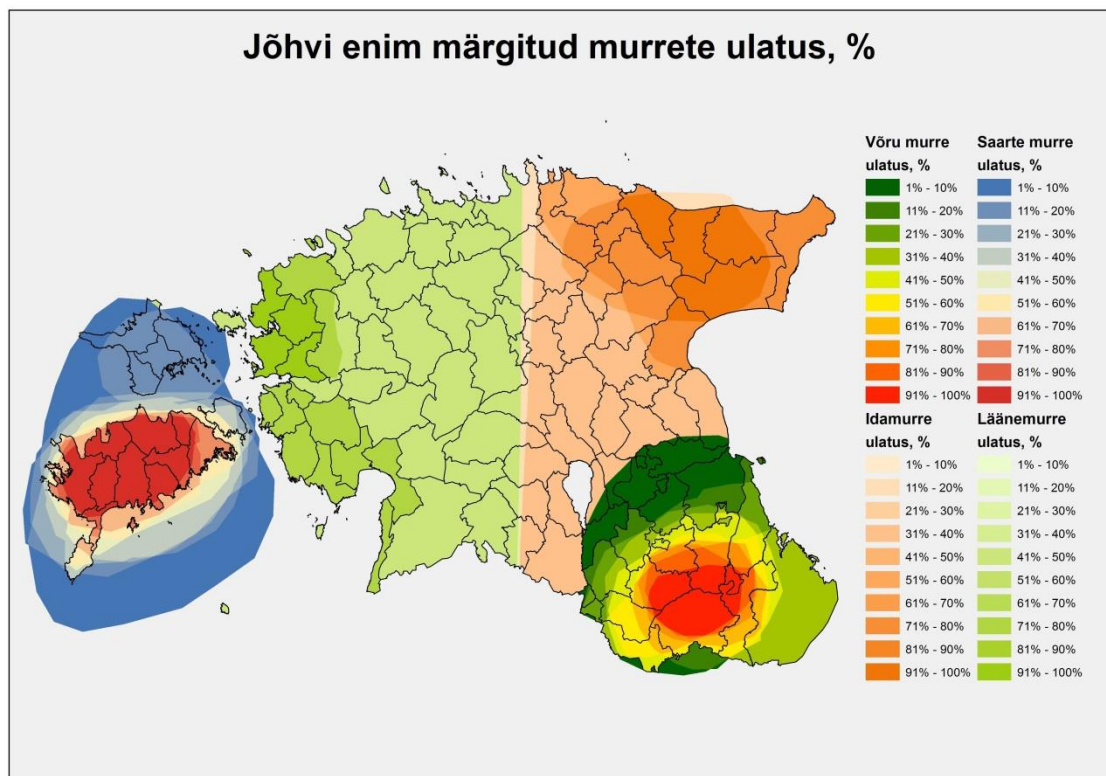 Jõhvi enim märgitud murrete ulatus, %
Võru murre
ulatus, %
1% - 10%
11% - 20%
21% - 30%
31% - 40%
41% - 50%
51% - 60%
61% - 70%
71% - 80%
81% - 90%
91% - 100%
Saarte murre
ulatus, %
1% - 10%
11% - 20%
21% - 30%
31% - 40%
41% - 50%
51% - 60%
61% - 70%
71% - 80%
81% - 90%
91% - 100%
Idamurre
ulatus, %
1% - 10%
11% - 20%
21% - 30%
31% - 40%
41% - 50%
51% - 60%
61% - 70%
71% - 80%
81% - 90%
91% - 100%
Läänemurre
ulatus, %
1% - 10%
11% - 20%
21% - 30%
31% - 40%
41% - 50%
51% - 60%
61% - 70%
71% - 80%
81% - 90%
91% - 100%